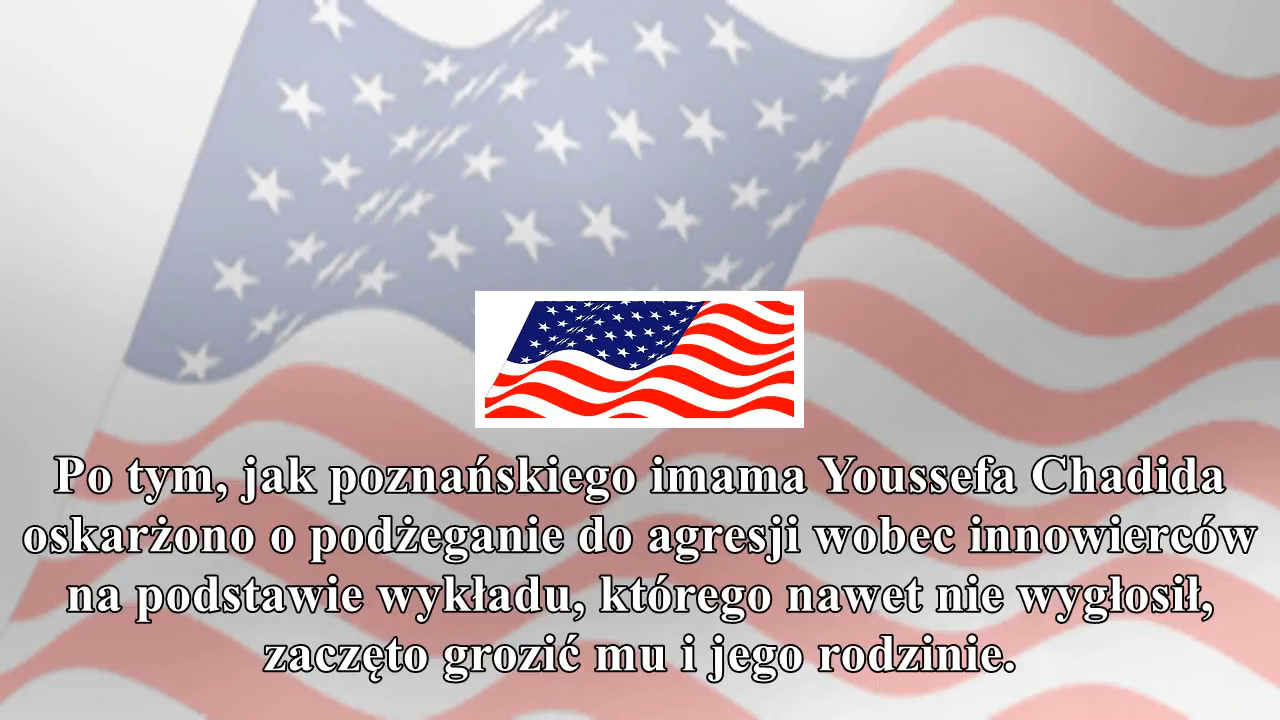 Po tym, jak poznańskiego imama Youssefa Chadida
oskarżono o podżeganie do agresji wobec innowierców
na podstawie wykładu, którego nawet nie wygłosił,
zaczęto grozić mu i jego rodzinie.